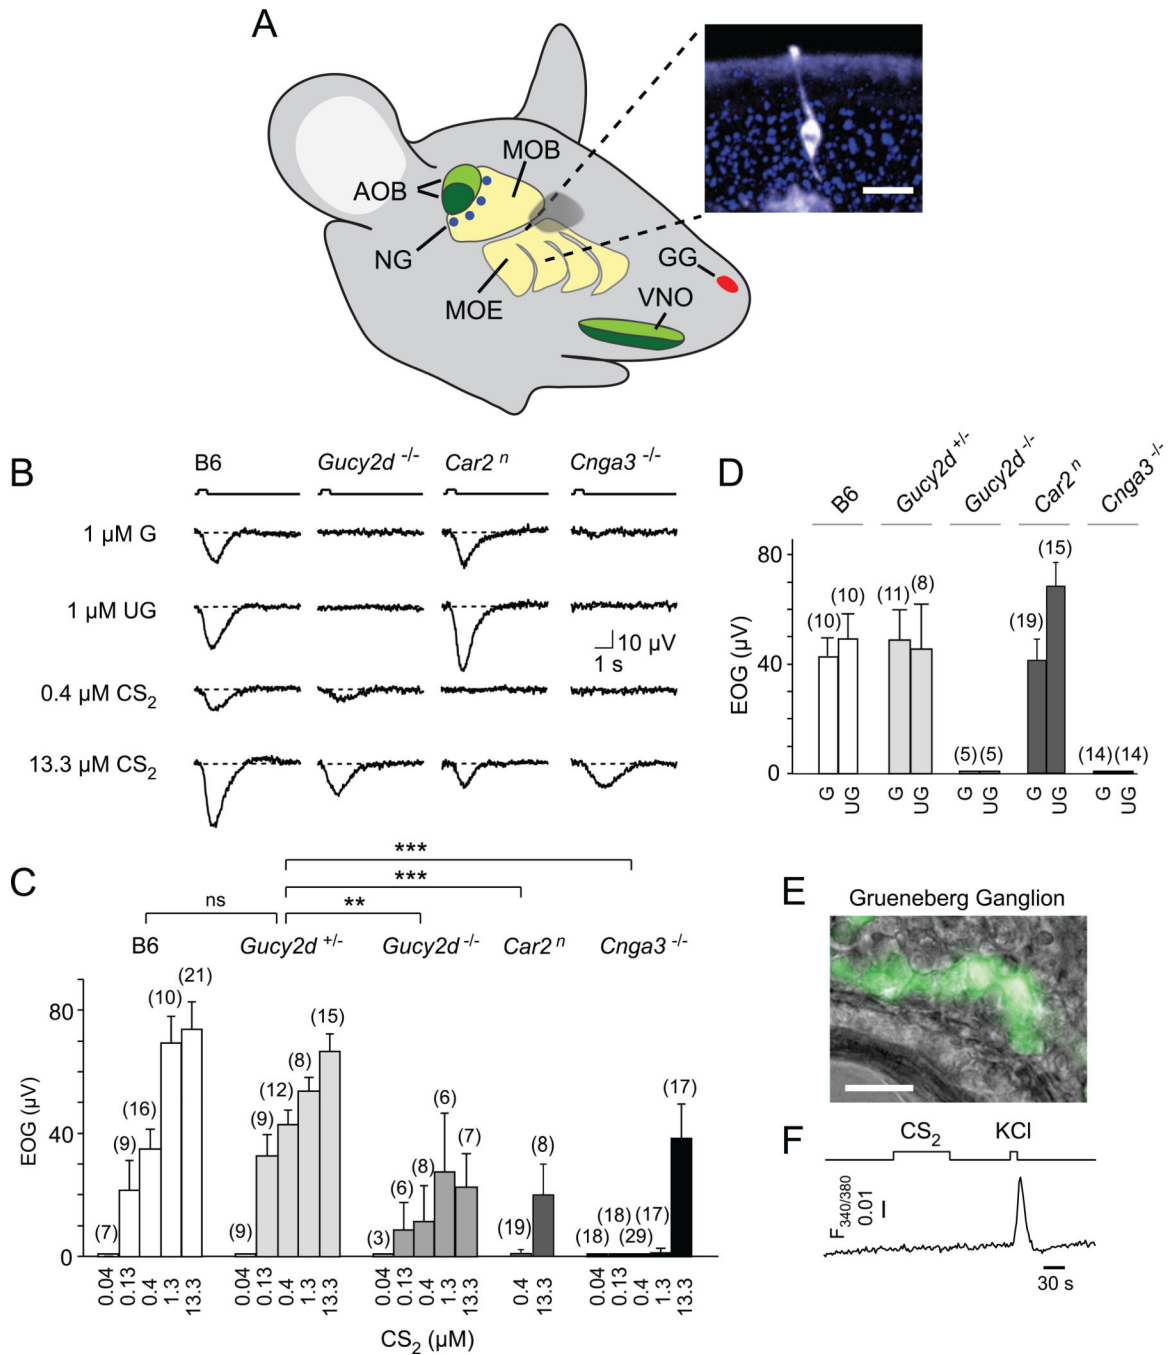 A
MOB
AOB
NG
MOE
GG
VNO
B
B6 Gucy2d -/- Car2 n Cnga3 -/-
1 µM G
1 µM UG
10 µV
1 s
0.4 µM CS2
13.3 µM CS2
D
B6 Gucy2d +/- Gucy2d -/- Car2 n Cnga3 -/-
EOG (µV)
80
40
0
(10) (10) (11) (8) (5) (5) (19) (15) (14) (14)
G UG G UG G UG G UG G UG
C
***
***
ns **
B6 Gucy2d +/- Gucy2d -/- Car2 n Cnga3 -/-
EOG (µV)
80
40
0
(7) (9) (16) (10) (21) (9) (9) (12) (8) (15) (3) (6) (8) (6) (7) (19) (8) (18) (18) (29) (17) (17)
0.04 0.13 0.4 1.3 13.3 0.04 0.13 0.4 1.3 13.3 0.04 0.13 0.4 1.3 13.3 0.4 13.3 0.04 0.13 0.4 1.3 13.3
CS2 (µM)
E
Grueneberg Ganglion
F
CS2 KCl
F340/380
0.01
30 s